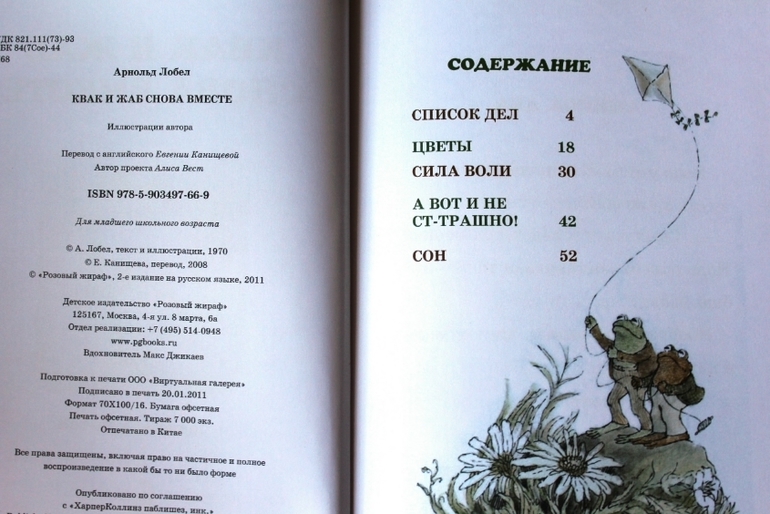 УДК 821.111(73)-93
ББК 84(7Сое)-44
68
Арнольд Лобел
КВАК И ЖАБ СНОВА ВМЕСТЕ
Иллюстрации автора
Перевод с английского Евгении Канищевой
Автор проекта Алиса Вест
ISBN 978-5-903497-66-9
Для младшего школьного возраста
© А. Лобел, текст и иллюстрации, 1970
© Е. Канищева, перевод, 2008
© «Розовый жираф», 2-е издание на русском языке, 2011
Детское издательство «Розовый жираф»
125167, Москва, 4-я ул. 8 марта, 6а
Отдел реализации: +7 (495) 514-0948
www.pgbooks.ru
Вдохновитель Макс Джикаев
Подготовка к печати ООО «Виртуальная галерея»
Подписано в печать 20.01.2011
Формат 70Х100/16. Бумага офсетная
Печать офсетная. Тираж 7 000 экз.
Отпечатано в Китае
Все права защищены, включая право на частичное и полное
воспроизведение в какой бы то ни было форме
Опубликовано по соглашению
с «ХарперКоллинз паблишез, инк.»
СОДЕРЖАНИЕ
СПИСОК ДЕЛ 4
ЦВЕТЫ 18
СИЛА ВОЛИ 30
А ВОТ И НЕ
СТ-ТРАШНО! 42
СОН 52